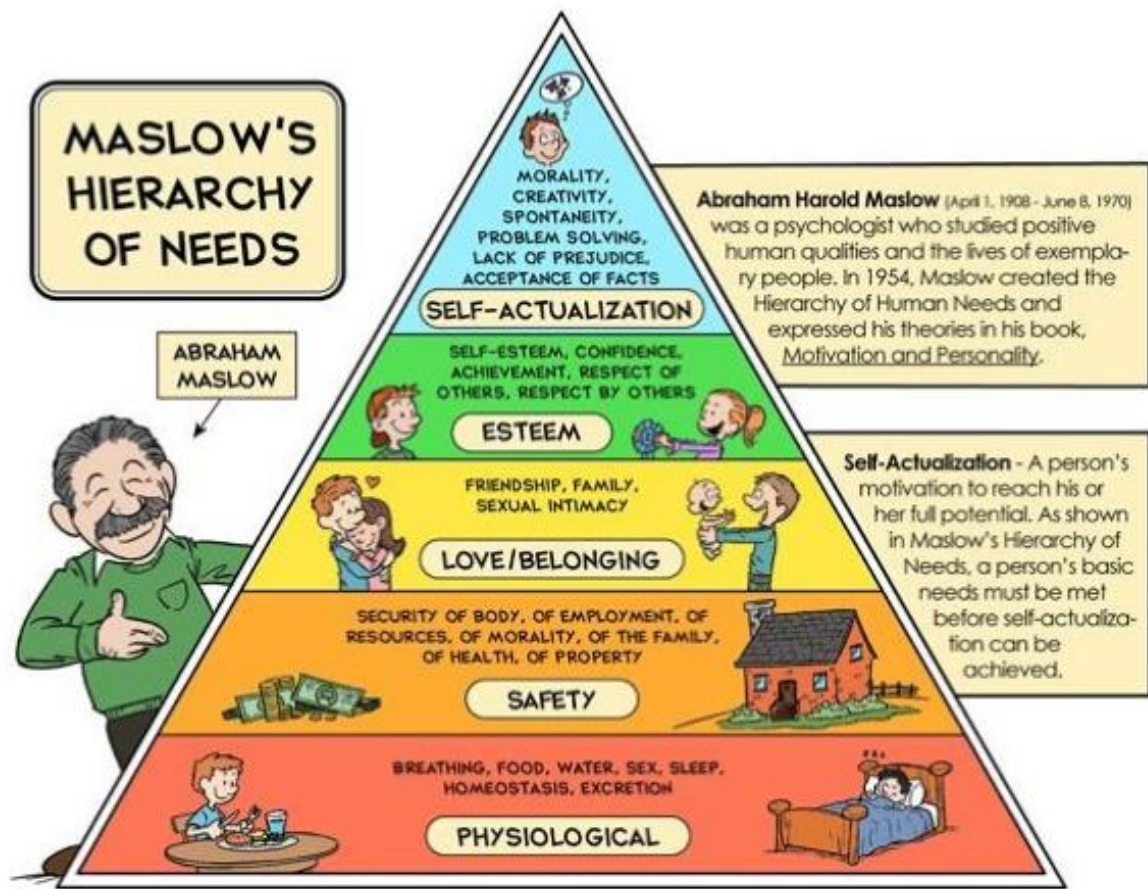 MASLOW'S
HIERARCHY
OF NEEDS
ABRAHAM
MASLOW
MORALITY,
CREATIVITY,
SPONTANEITY,
PROBLEM SOLVING,
LACK OF PREJUDICE,
ACCEPTANCE OF FACTS
SELF-ACTUALIZATION
SELF-ESTEEM, CONFIDENCE,
ACHIEVEMENT, RESPECT OF
OTHERS, RESPECT BY OTHERS
ESTEEM
FRIENDSHIP, FAMILY,
SEXUAL INTIMACY
LOVE/BELONGING
SECURITY OF BODY, OF EMPLOYMENT, OF
RESOURCES, OF MORALITY, OF THE FAMILY,
OF HEALTH, OF PROPERTY
SAFETY
BREATHING, FOOD, WATER, SEX, SLEEP,
HOMEOSTASIS, EXCRETION
PHYSIOLOGICAL
Abraham Harold Maslow (April 1, 1908 - June 8, 1970)
was a psychologist who studied positive
human qualities and the lives of exempla-
ry people. In 1954, Maslow created the
Hierarchy of Human Needs and
expressed his theories in his book,
Motivation and Personality.
Self-Actualization - A person's
motivation to reach his or
her full potential. As shown
in Maslow's Hierarchy of
Needs, a person's basic
needs must be met
before self-actualiza-
tion can be
achieved.